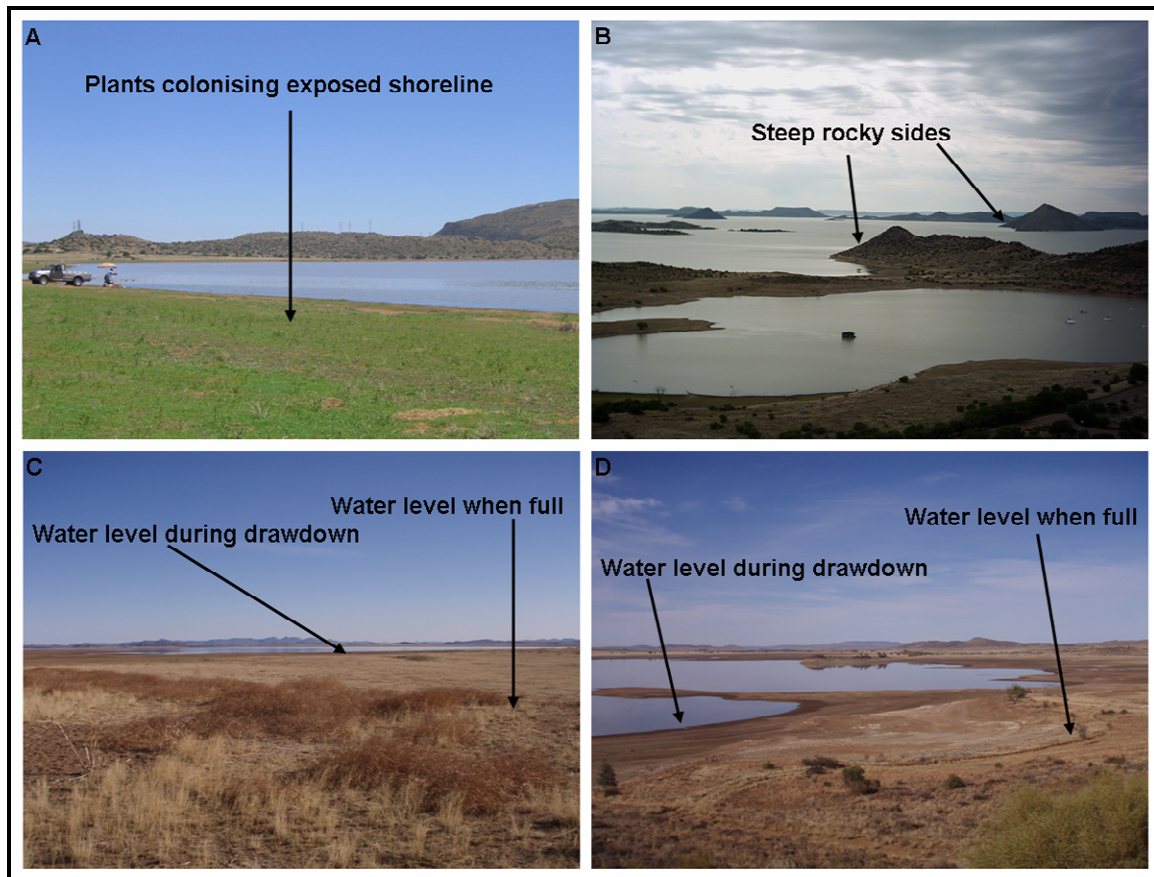 A
Plants colonising exposed shoreline
B
Steep rocky sides
C
Water level when full
Water level during drawdown
D
Water level when full
Water level during drawdown